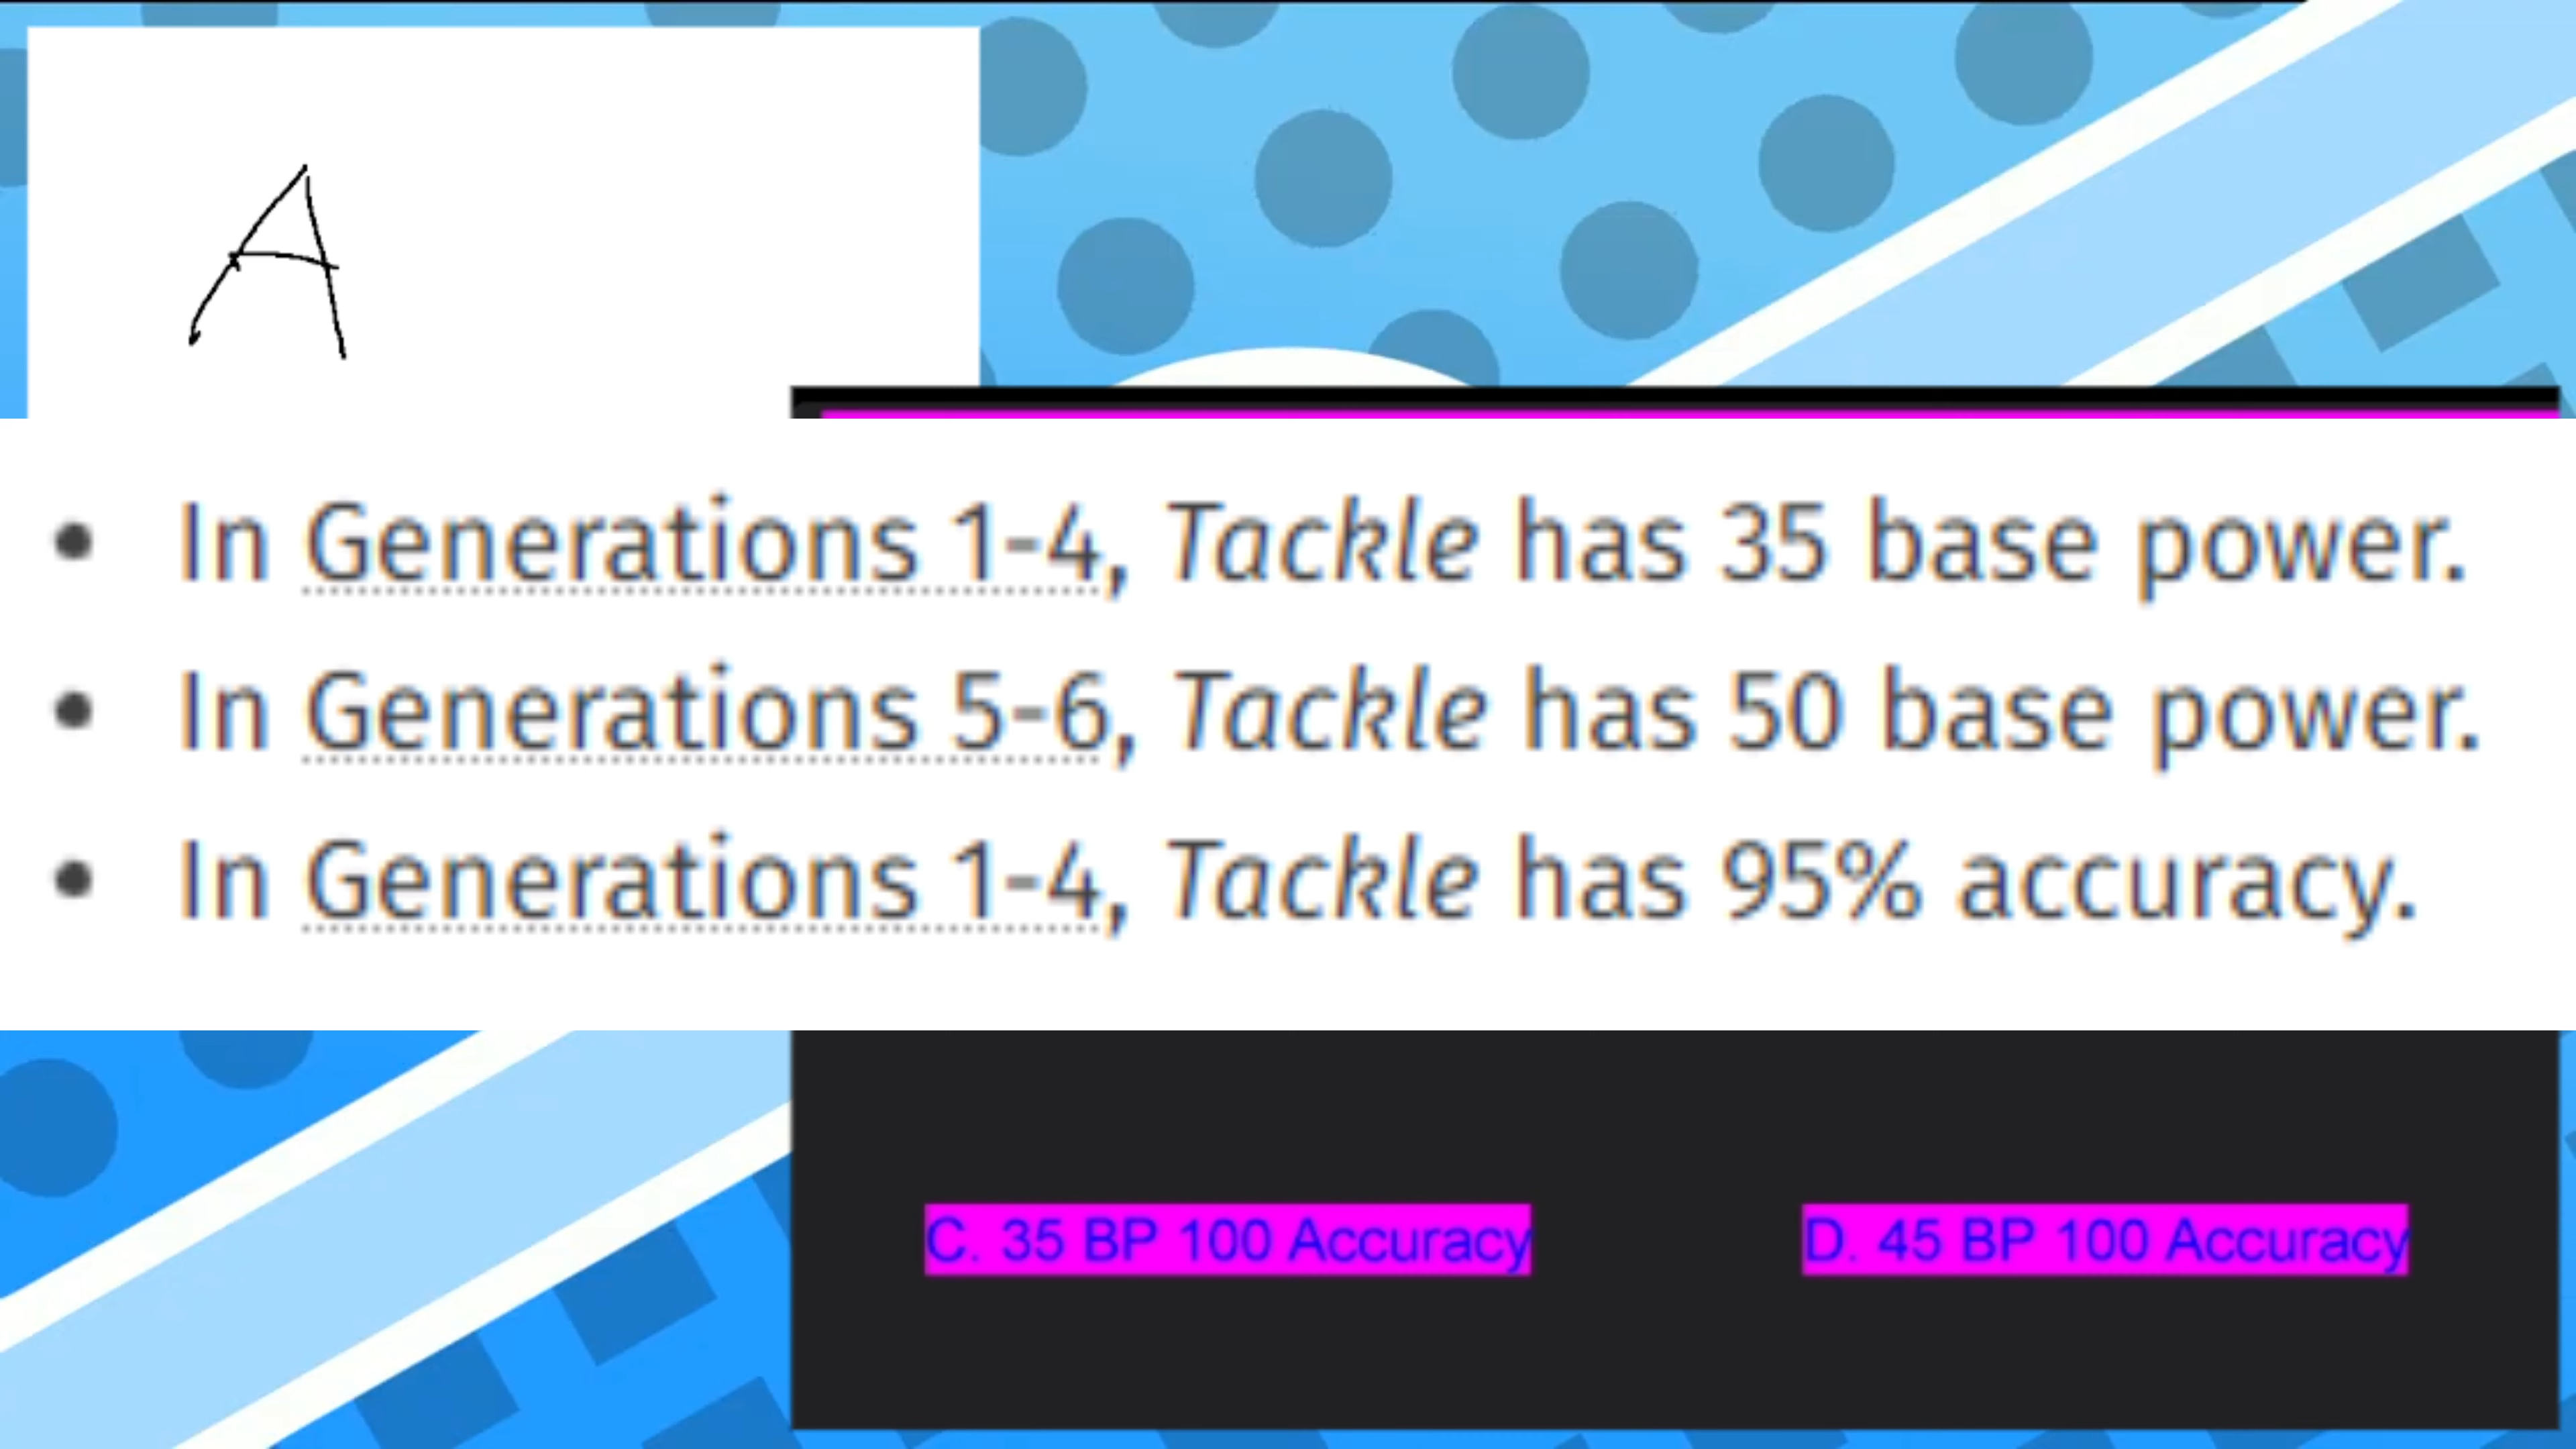 A
• In Generations 1-4, Tackle has 35 base power.
• In Generations 5-6, Tackle has 50 base power.
• In Generations 1-4, Tackle has 95% accuracy.
C. 35 BP 100 Accuracy
D. 45 BP 100 Accuracy